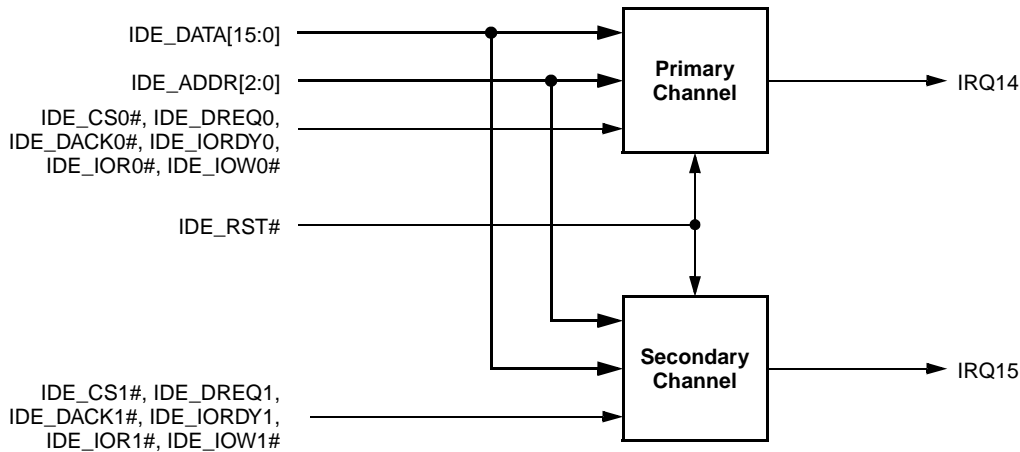 IDE_DATA[15:0]
IDE_ADDR[2:0]
IDE_CS0#, IDE_DREQ0,
IDE_DACK0#, IDE_IORDY0,
IDE_IOR0#, IDE_IOW0#
Primary
Channel
IRQ14
IDE_RST#
Secondary
Channel
IRQ15
IDE_CS1#, IDE_DREQ1,
IDE_DACK1#, IDE_IORDY1,
IDE_IOR1#, IDE_IOW1#